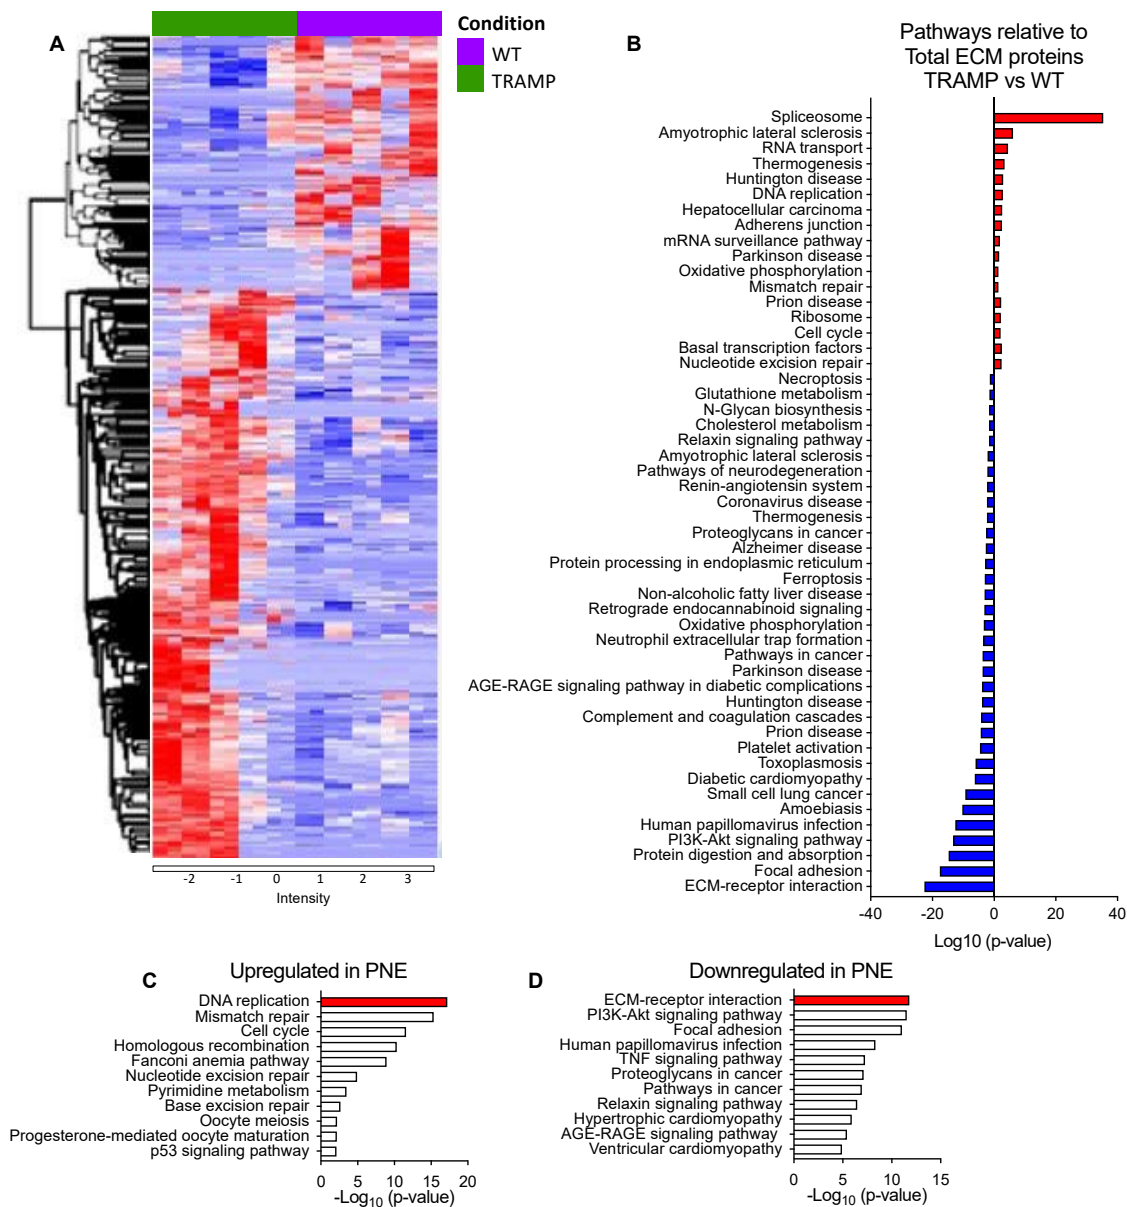 A
Condition
WT
TRAMP
-2 -1 0 1 2 3
Intensity
B
Pathways relative to
Total ECM proteins
TRAMP vs WT
Spliceosome
Amyotrophic lateral sclerosis
RNA transport
Thermogenesis
Huntington disease
DNA replication
Hepatocellular carcinoma
Adherens junction
mRNA surveillance pathway
Parkinson disease
Oxidative phosphorylation
Mismatch repair
Prion disease
Ribosome
Cell cycle
Basal transcription factors
Nucleotide excision repair
Necroptosis
Glutathione metabolism
N-Glycan biosynthesis
Cholesterol metabolism
Relaxin signaling pathway
Amyotrophic lateral sclerosis
Pathways of neurodegeneration
Renin-angiotensin system
Coronavirus disease
Thermogenesis
Proteoglycans in cancer
Alzheimer disease
Protein processing in endoplasmic reticulum
Ferroptosis
Non-alcoholic fatty liver disease
Retrograde endocannabinoid signaling
Oxidative phosphorylation
Neutrophil extracellular trap formation
Pathways in cancer
Parkinson disease
AGE-RAGE signaling pathway in diabetic complications
Huntington disease
Complement and coagulation cascades
Prion disease
Platelet activation
Toxoplasmosis
Diabetic cardiomyopathy
Small cell lung cancer
Amoebiasis
Human papillomavirus infection
PI3K-Akt signaling pathway
Protein digestion and absorption
Focal adhesion
ECM-receptor interaction
-40 -20 0 20 40
Log10 (p-value)
C
Upregulated in PNE
DNA replication
Mismatch repair
Cell cycle
Homologous recombination
Fanconi anemia pathway
Nucleotide excision repair
Pyrimidine metabolism
Base excision repair
Oocyte meiosis
Progesterone-mediated oocyte maturation
p53 signaling pathway
0 5 10 15 20
-Log10 (p-value)
D
Downregulated in PNE
ECM-receptor interaction
PI3K-Akt signaling pathway
Focal adhesion
Human papillomavirus infection
TNF signaling pathway
Proteoglycans in cancer
Pathways in cancer
Relaxin signaling pathway
Hypertrophic cardiomyopathy
AGE-RAGE signaling pathway
Ventricular cardiomyopathy
0 5 10 15
-Log10 (p-value)